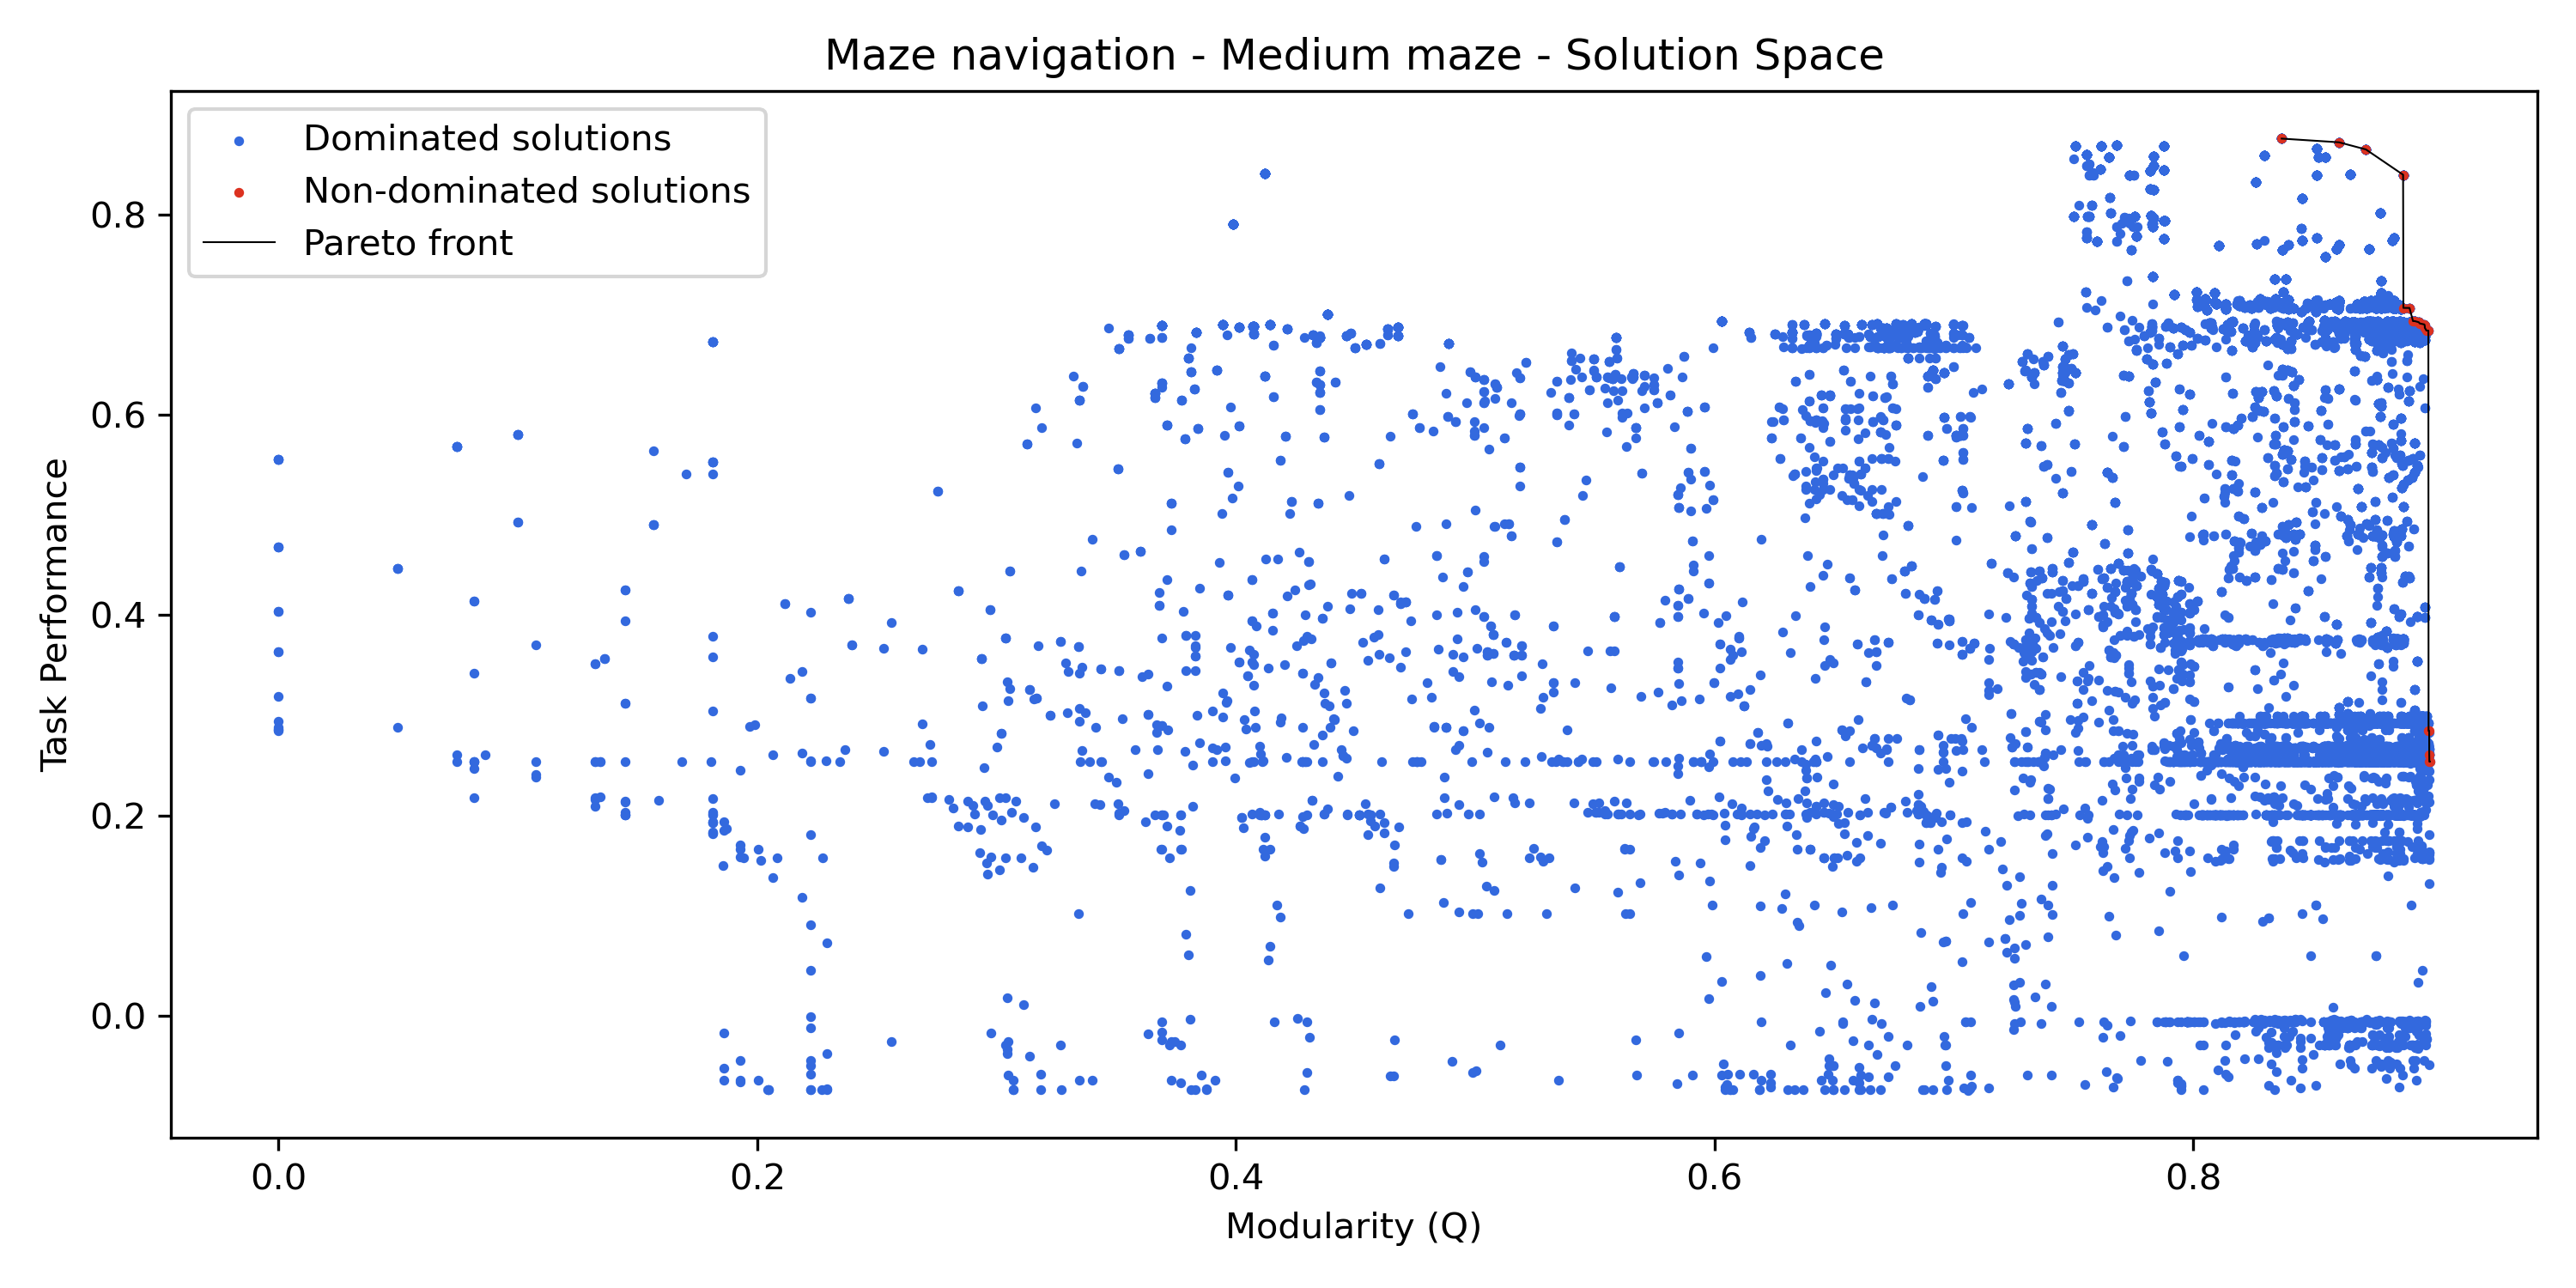 Maze navigation - Medium maze - Solution Space
Dominated solutions
Non-dominated solutions
Pareto front
Task Performance
0.8
0.6
0.4
0.2
0.0
0.0 0.2 0.4 0.6 0.8
Modularity (Q)